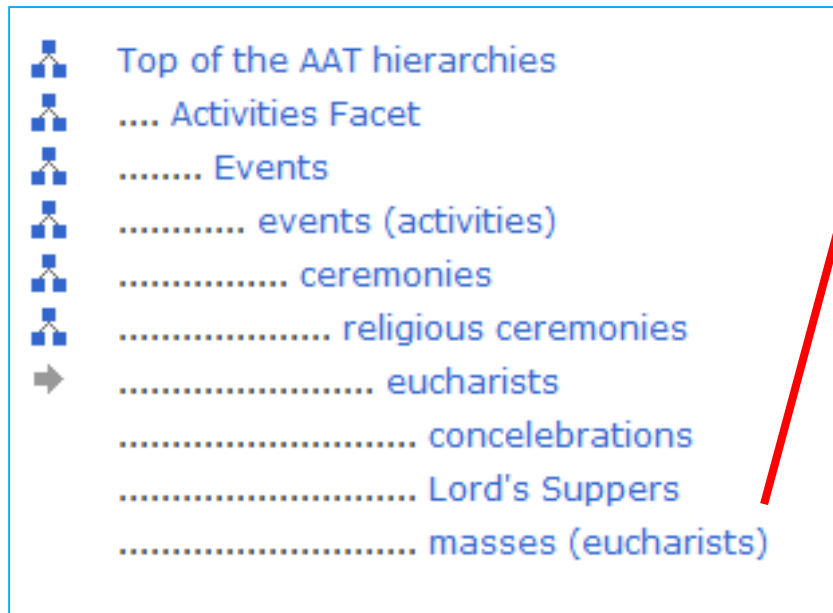 Top of the AAT hierarchies
.... Activities Facet
........ Events
............ events (activities)
................ ceremonies
.................... religious ceremonies
........................ eucharists
............................ concelebrations
............................ Lord's Suppers
............................ masses (eucharists)